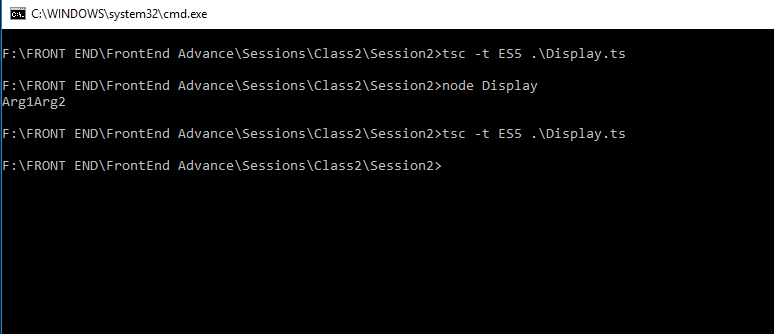 C:\WINDOWS\system32\cmd.exe
F:\FRONT END\FrontEnd Advance\Sessions\Class2\Session2>tsc -t ES5 .\Display.ts
F:\FRONT END\FrontEnd Advance\Sessions\Class2\Session2>node Display
Arg1Arg2
F:\FRONT END\FrontEnd Advance\Sessions\Class2\Session2>tsc -t ES5 .\Display.ts
F:\FRONT END\FrontEnd Advance\Sessions\Class2\Session2>